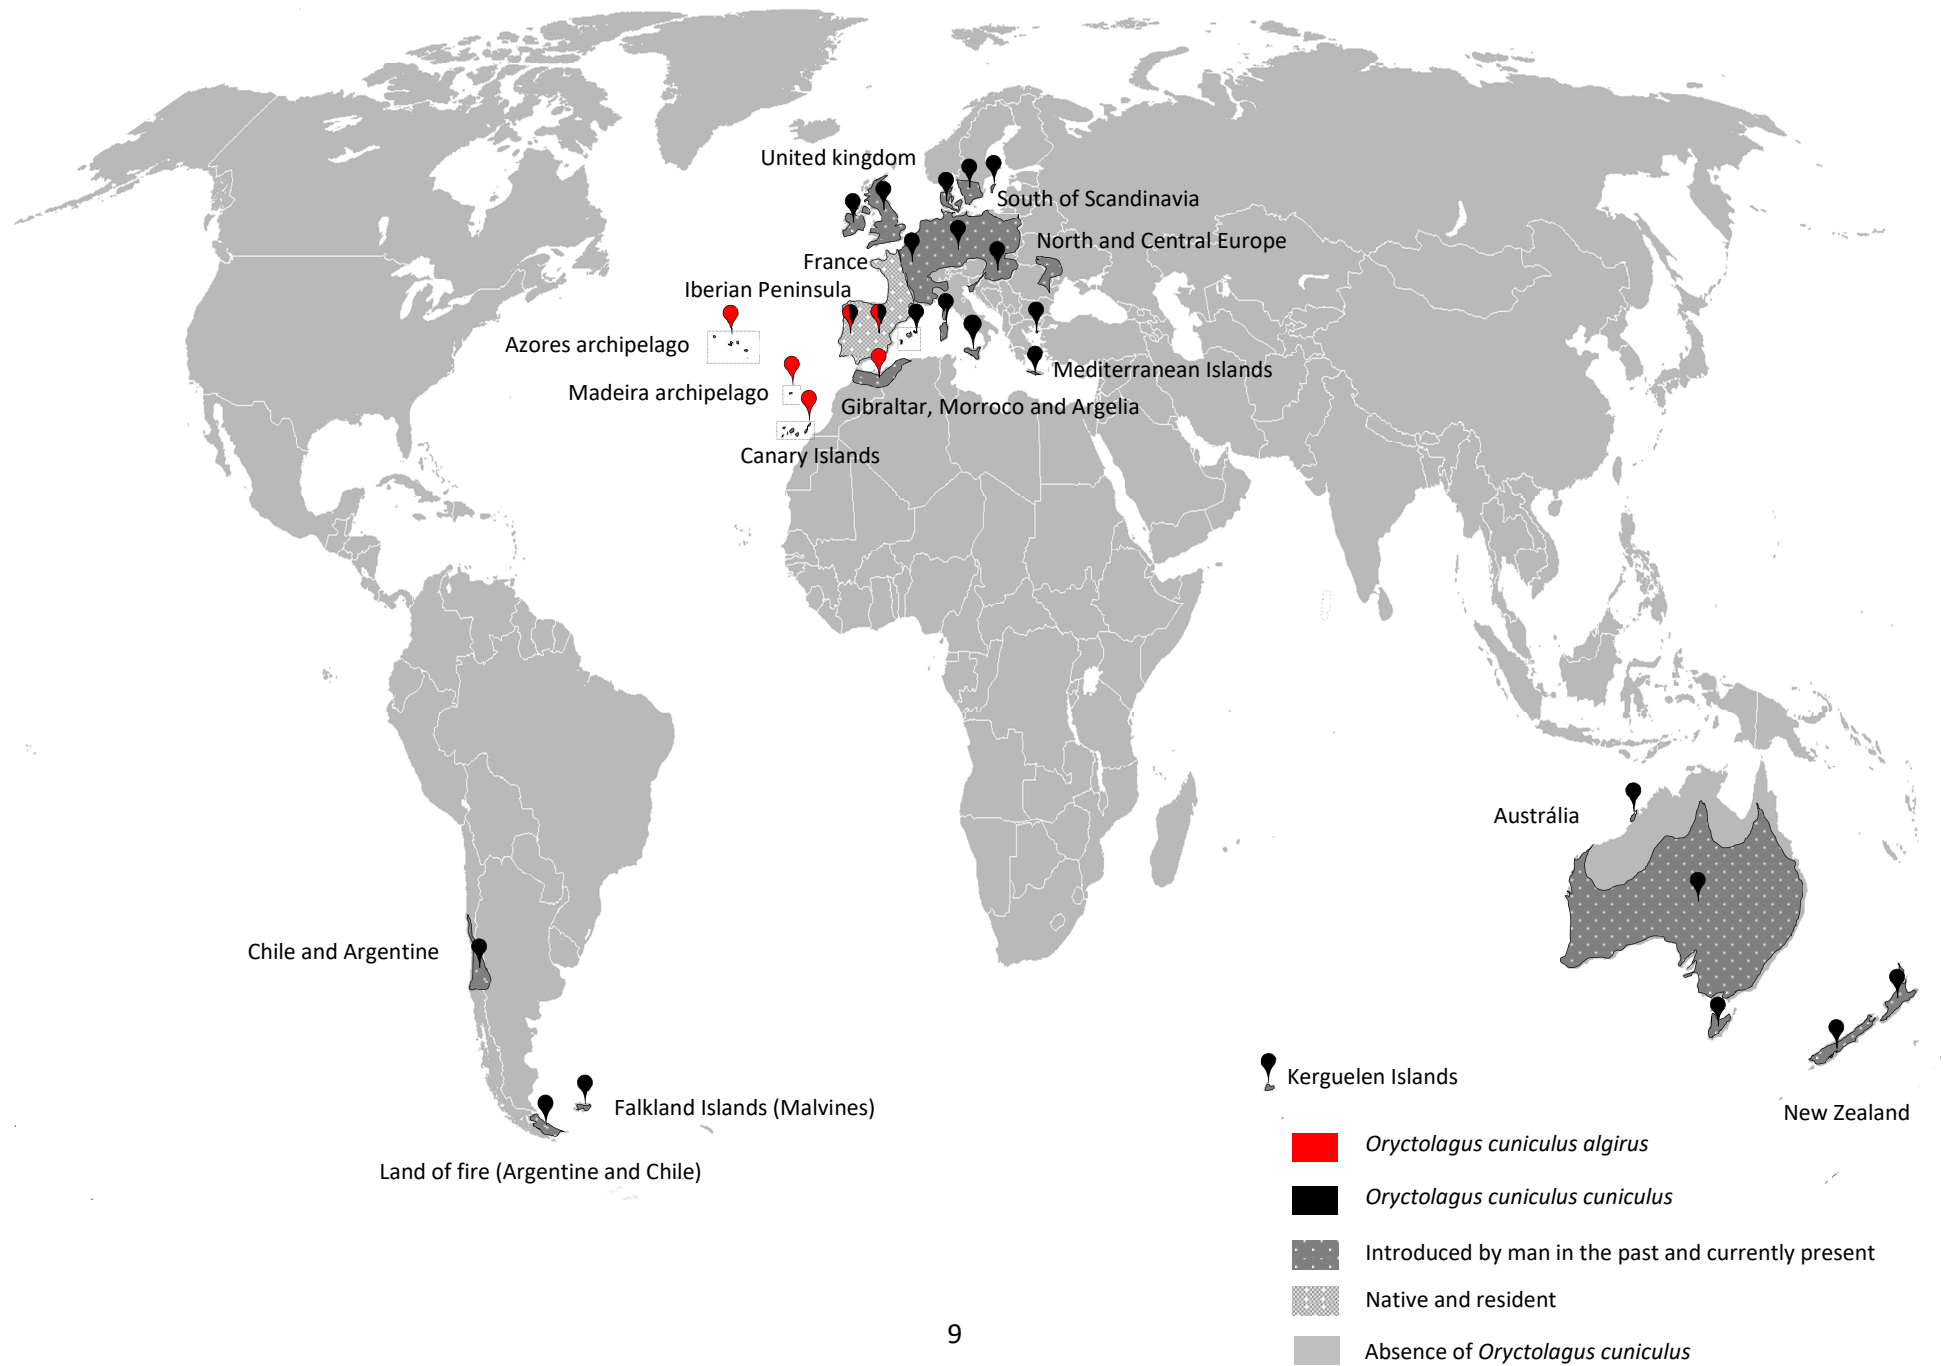 United kingdom
South of Scandinavia
North and Central Europe
France
Iberian Peninsula
Azores archipelago
Mediterranean Islands
Madeira archipelago
Gibraltar, Morroco and Argelia
Canary Islands
Austrália
Chile and Argentine
Kerguelen Islands
Falkland Islands (Malvines)
New Zealand
Land of fire (Argentine and Chile)
Oryctolagus cuniculus algirus
Oryctolagus cuniculus cuniculus
Introduced by man in the past and currently present
Native and resident
Absence of Oryctolagus cuniculus
9